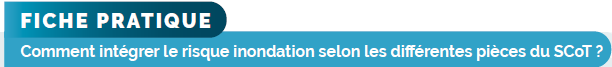 FICHE PRATIQUE
Comment intégrer le risque inondation selon les différentes pièces du SCoT ?